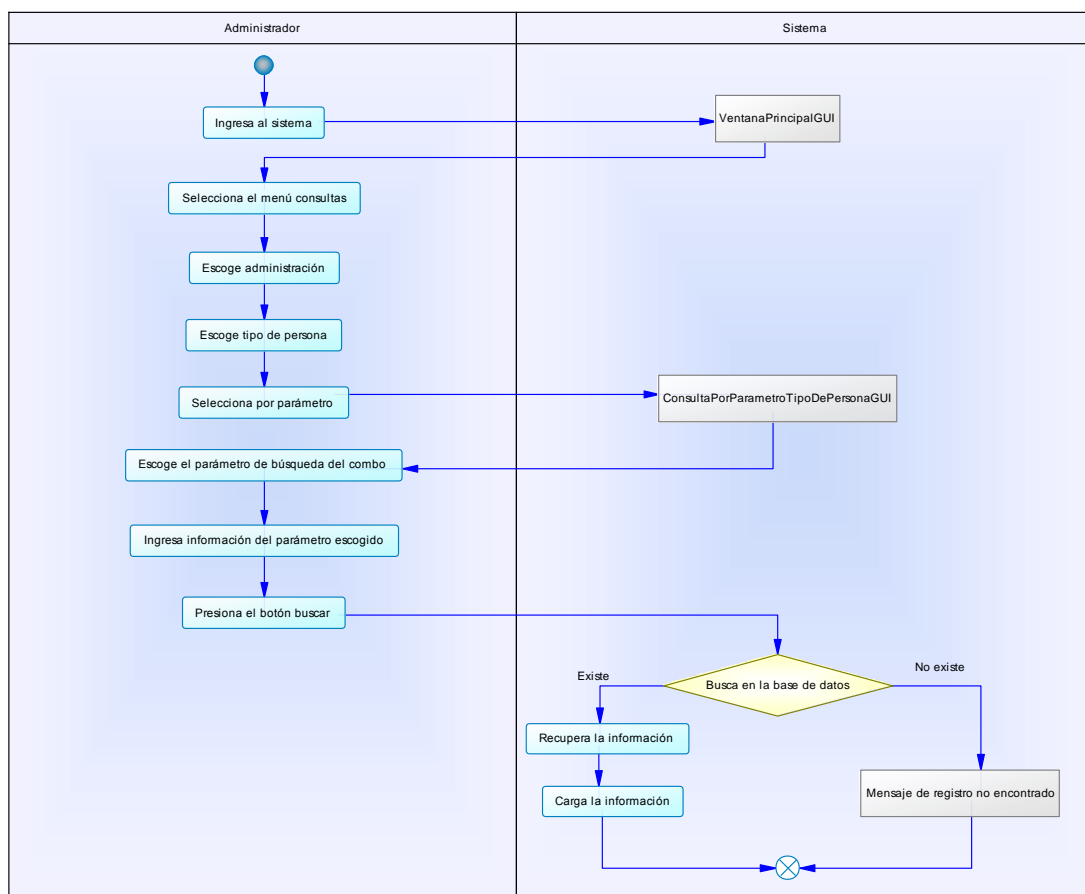 Administrador
Sistema
Ingresa al sistema
VentanaPrincipalGUI
Selecciona el menú consultas
Escoge administración
Escoge tipo de persona
Selecciona por parámetro
ConsultaPorParametroTipoDePersonaGUI
Escoge el parámetro de búsqueda del combo
Ingresa información del parámetro escogido
Presiona el botón buscar
Busca en la base de datos
Existe
No existe
Recupera la información
Carga la información
Mensaje de registro no encontrado